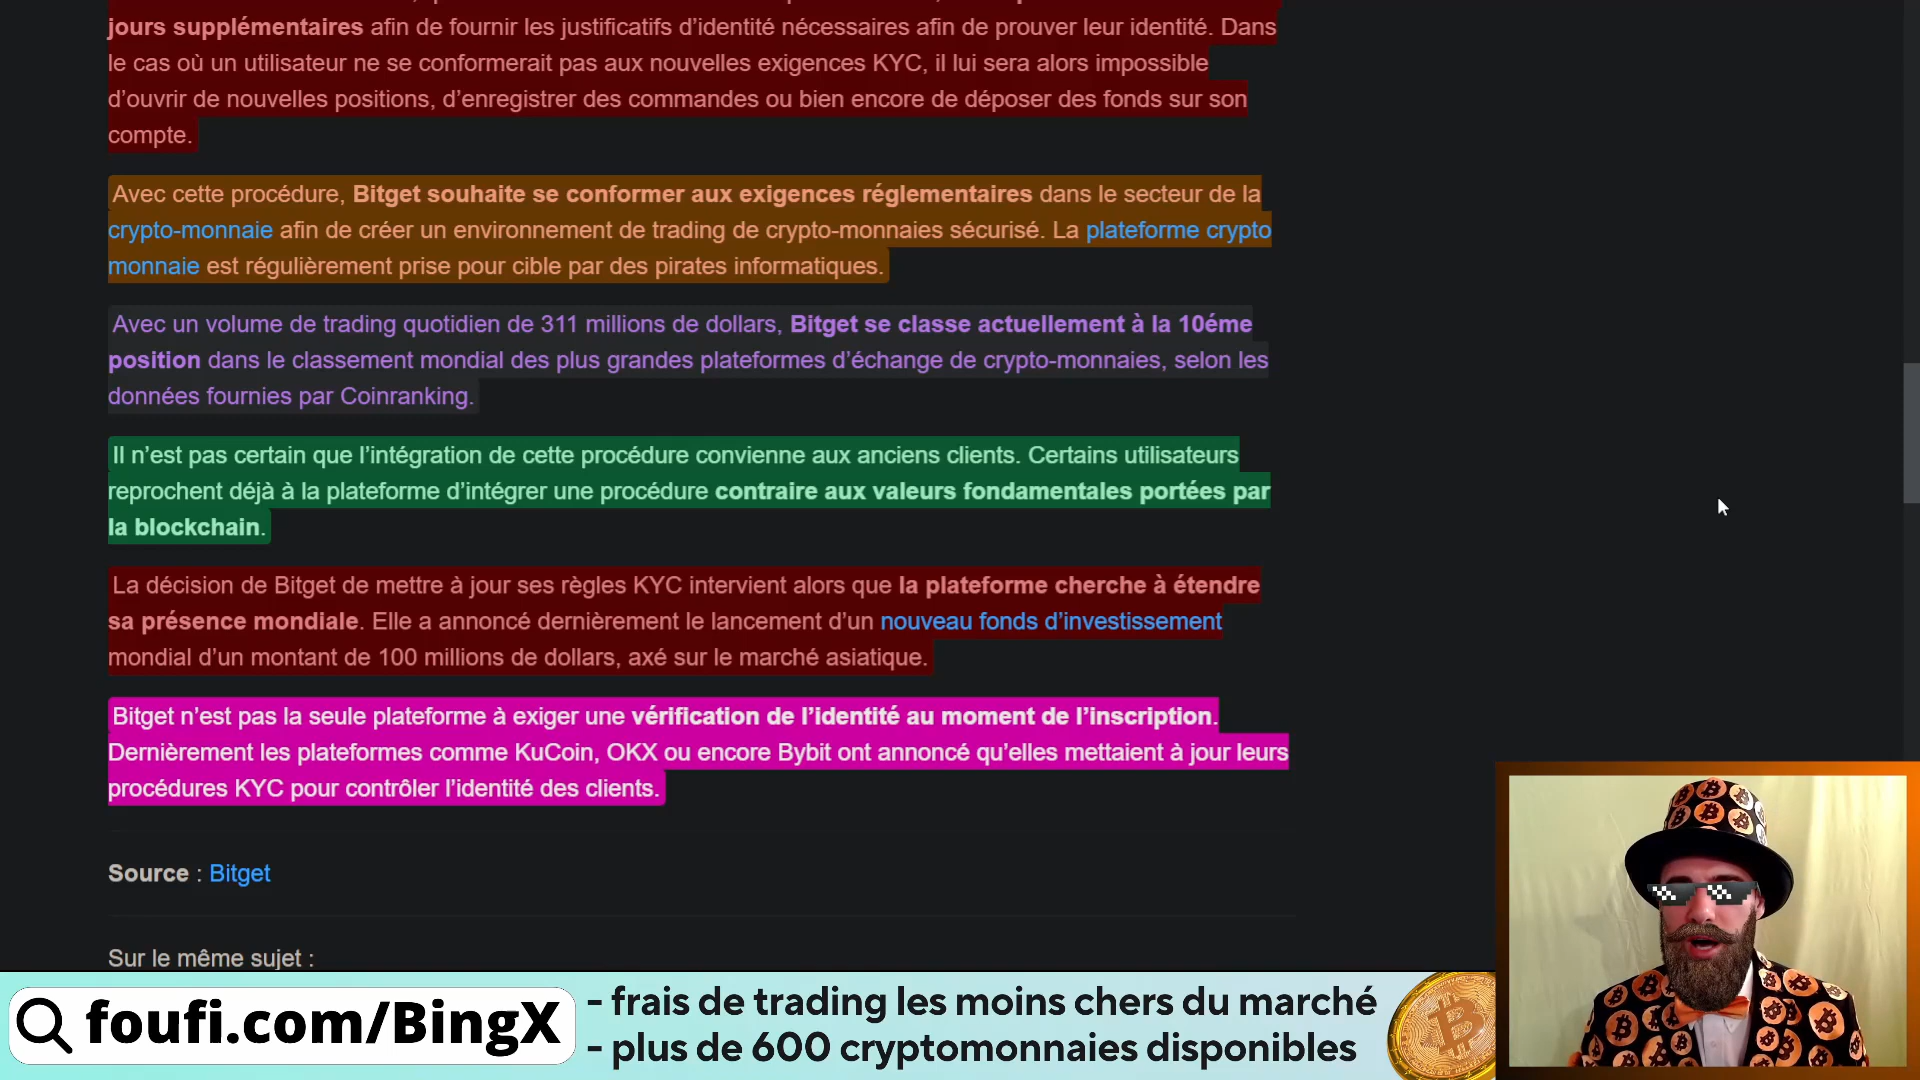 jours supplémentaires afin de fournir les justificatifs d’identité nécessaires afin de prouver leur identité. Dans
le cas où un utilisateur ne se conformerait pas aux nouvelles exigences KYC, il lui sera alors impossible
d’ouvrir de nouvelles positions, d’enregistrer des commandes ou bien encore de déposer des fonds sur son
compte.
Avec cette procédure, Bitget souhaite se conformer aux exigences réglementaires dans le secteur de la
crypto-monnaie afin de créer un environnement de trading de crypto-monnaies sécurisé. La plateforme crypto
monnaie est régulièrement prise pour cible par des pirates informatiques.
Avec un volume de trading quotidien de 311 millions de dollars, Bitget se classe actuellement à la 10éme
position dans le classement mondial des plus grandes plateformes d’échange de crypto-monnaies, selon les
données fournies par Coinranking.
Il n’est pas certain que l’intégration de cette procédure convienne aux anciens clients. Certains utilisateurs
reprochent déjà à la plateforme d’intégrer une procédure contraire aux valeurs fondamentales portées par
la blockchain.
La décision de Bitget de mettre à jour ses règles KYC intervient alors que la plateforme cherche à étendre
sa présence mondiale. Elle a annoncé dernièrement le lancement d’un nouveau fonds d’investissement
mondial d’un montant de 100 millions de dollars, axé sur le marché asiatique.
Bitget n’est pas la seule plateforme à exiger une vérification de l’identité au moment de l’inscription.
Dernièrement les plateformes comme KuCoin, OKX ou encore Bybit ont annoncé qu’elles mettaient à jour leurs
procédures KYC pour contrôler l’identité des clients.
Source : Bitget
Sur le même sujet :
foufi.com/BingX
- frais de trading les moins chers du marché
- plus de 600 cryptomonnaies disponibles